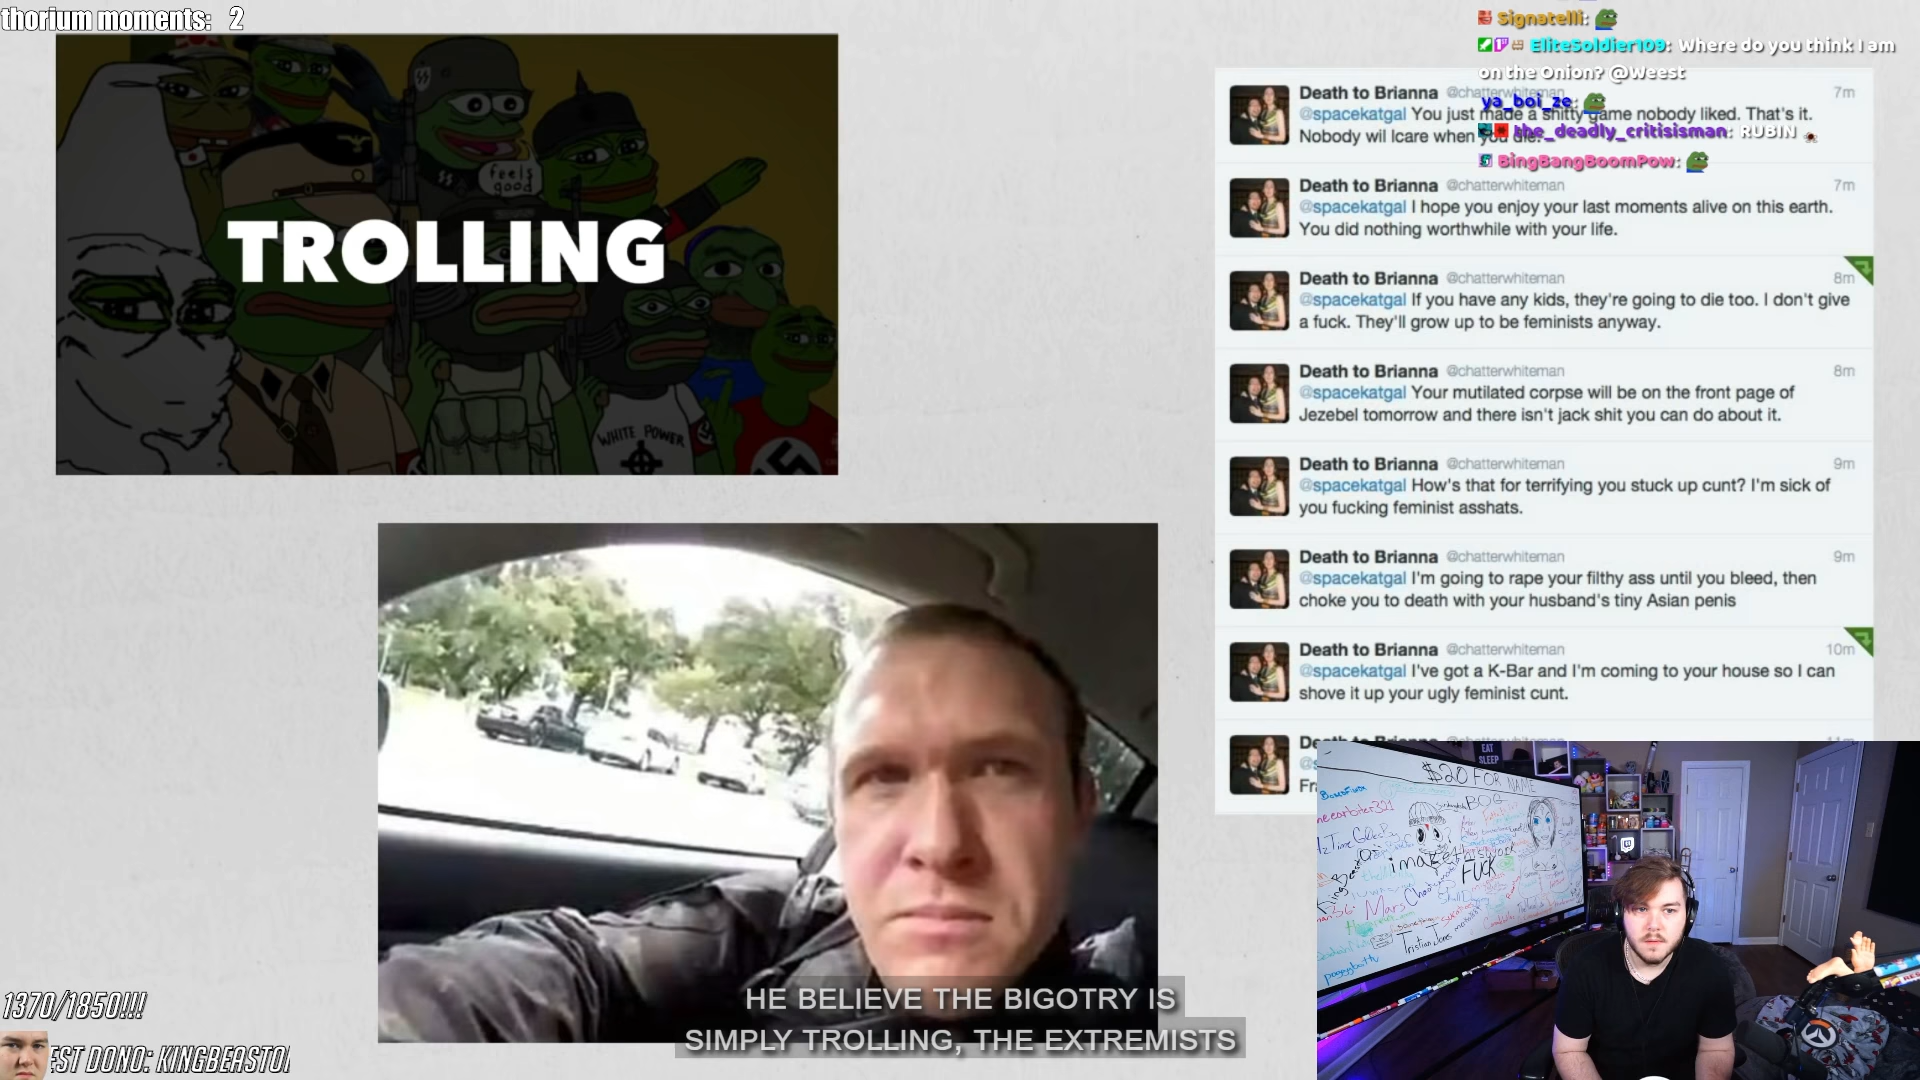 thorium moments: 2
Signatelli:
EliteSoldier109: Where do you think I am
on the Onion? @Weest
ya_boi_ze:
the_deadly_critisisman: RUBIN
BingBangBoomPow:
feels
good
TROLLING
WHITE POWER
Death to Brianna @chatterwhiteman 7m
@spacekatgal You just made a shitty game nobody liked. That's it.
Nobody wil lcare when you die.
Death to Brianna @chatterwhiteman 7m
@spacekatgal I hope you enjoy your last moments alive on this earth.
You did nothing worthwhile with your life.
Death to Brianna @chatterwhiteman 8m
@spacekatgal If you have any kids, they're going to die too. I don't give
a fuck. They'll grow up to be feminists anyway.
Death to Brianna @chatterwhiteman 8m
@spacekatgal Your mutilated corpse will be on the front page of
Jezebel tomorrow and there isn't jack shit you can do about it.
Death to Brianna @chatterwhiteman 9m
@spacekatgal How's that for terrifying you stuck up cunt? I'm sick of
you fucking feminist asshats.
Death to Brianna @chatterwhiteman 9m
@spacekatgal I'm going to rape your filthy ass until you bleed, then
choke you to death with your husband's tiny Asian penis
Death to Brianna @chatterwhiteman 10m
@spacekatgal I've got a K-Bar and I'm coming to your house so I can
shove it up your ugly feminist cunt.
EAT
SLEEP
$20 FOR NAME
BOG
imakethiswork
FUCK
Mars
Tristian Jone
HE BELIEVE THE BIGOTRY IS
SIMPLY TROLLING, THE EXTREMISTS
1370/1850!!!
EST DONO: KINGBEASTO